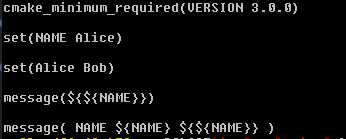 cmake_minimum_required(VERSION 3.0.0)
set(NAME Alice)
set(Alice Bob)
message(${${NAME}})
message( NAME ${NAME} ${${NAME}} )